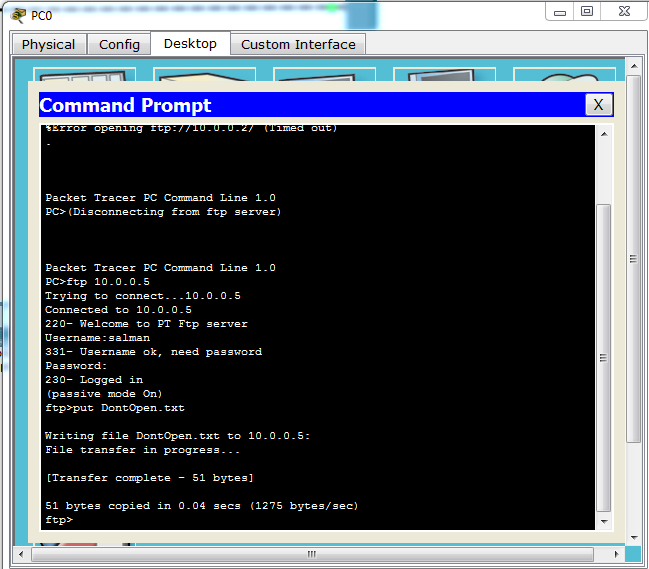 PC0
Physical
Config
Desktop
Custom Interface
Command Prompt
X
%Error opening ftp://10.0.0.2/ (Timed out)
.
Packet Tracer PC Command Line 1.0
PC>(Disconnecting from ftp server)
Packet Tracer PC Command Line 1.0
PC>ftp 10.0.0.5
Trying to connect...10.0.0.5
Connected to 10.0.0.5
220- Welcome to PT Ftp server
Username:salman
331- Username ok, need password
Password:
230- Logged in
(passive mode On)
ftp>put DontOpen.txt
Writing file DontOpen.txt to 10.0.0.5:
File transfer in progress...
[Transfer complete - 51 bytes]
51 bytes copied in 0.04 secs (1275 bytes/sec)
ftp>